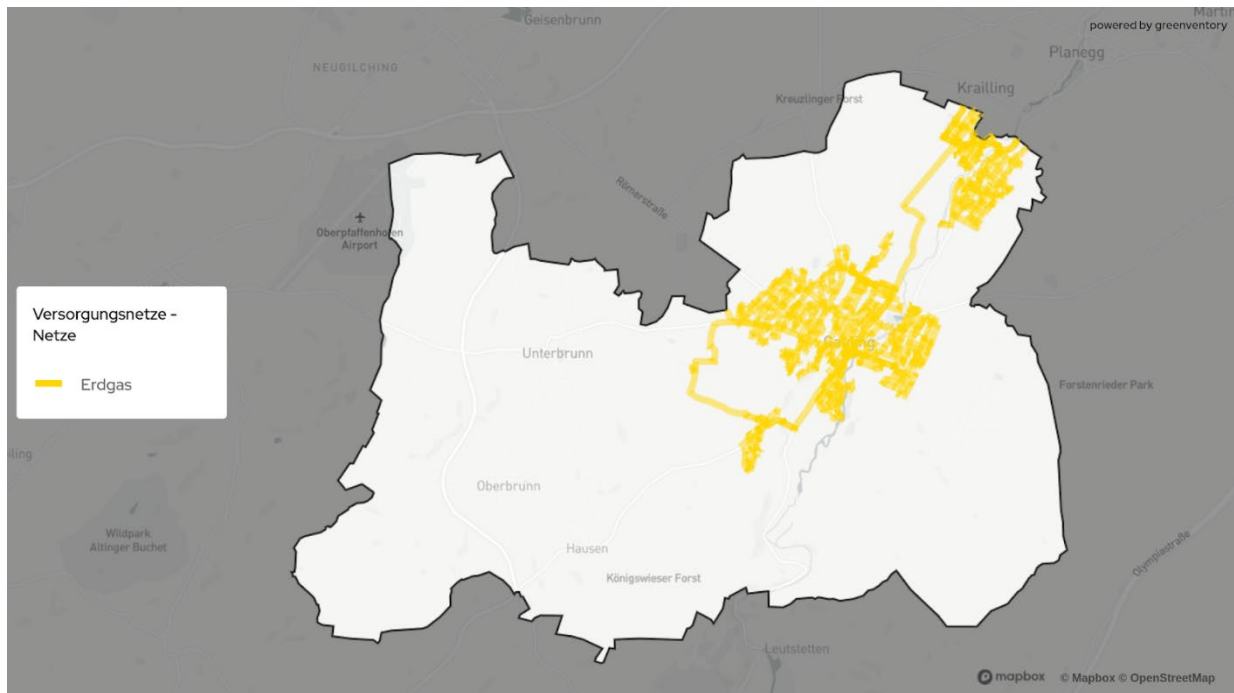 Geisenbrunn
powered by greenventory
NEUGILCHING
Planegg
Krailling
Kreuzlinger Forst
Römerstraße
Oberpfaffenhofen
Airport
Versorgungsnetze -
Netze
Erdgas
Unterbrunn
Gauting
Forstenrieder Park
Oberbrunn
Wildpark
Altinger Buchet
Hausen
Königswieser Forst
Olympiastraße
Leutstetten
mapbox © Mapbox © OpenStreetMap